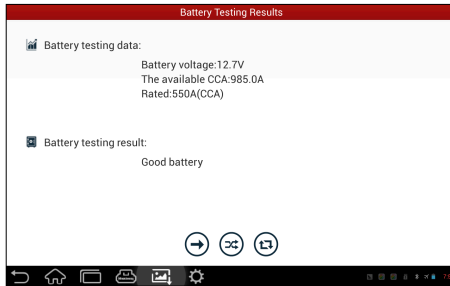 Battery Testing Results
Battery testing data:
Battery voltage:12.7V
The available CCA:985.0A
Rated:550A(CCA)
Battery testing result:
Good battery